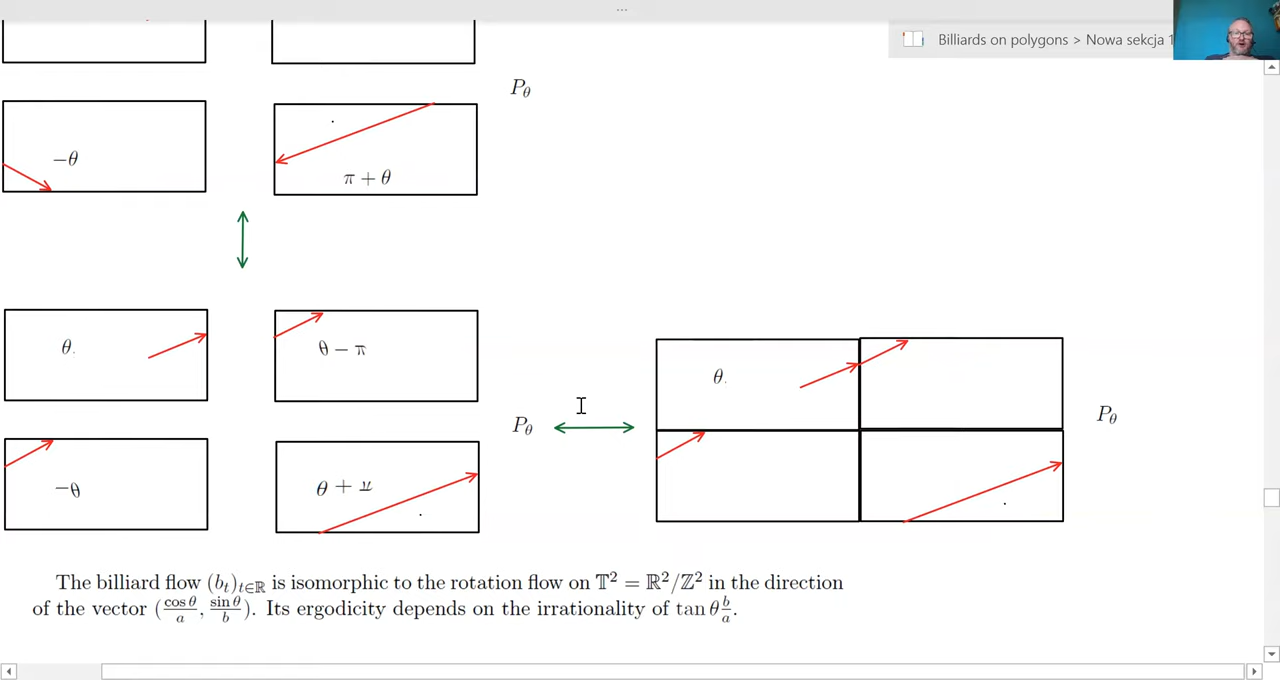 ...
Billiards on polygons > Nowa sekcja 1
P_θ
−θ
π + θ
θ.
θ − π
P_θ
−θ
θ + π
θ.
P_θ
The billiard flow (b_t)_{t∈ℝ} is isomorphic to the rotation flow on 𝕋² = ℝ²/ℤ² in the direction
of the vector (cos θ/a, sin θ/b). Its ergodicity depends on the irrationality of tan θ b/a.